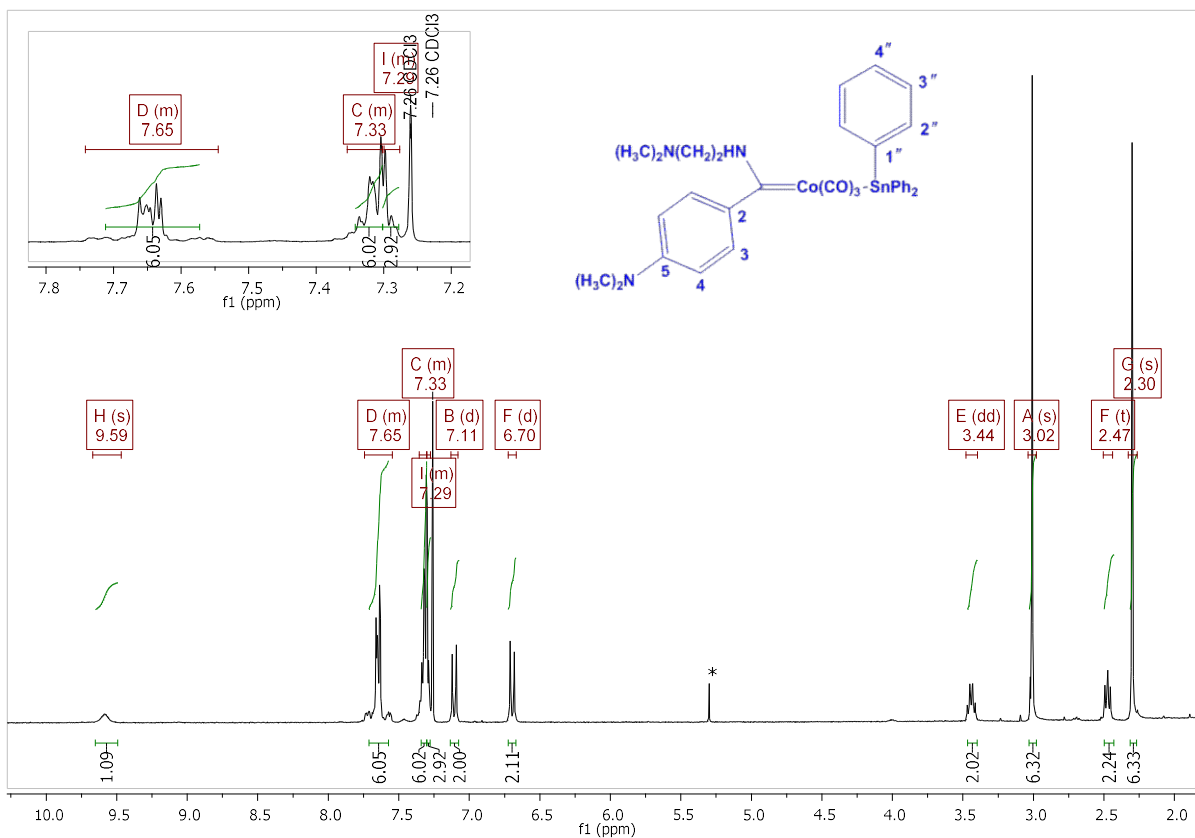 D (m)
7.65
C (m)
7.33
I (m)
7.29
7.26 CDCl3
— 7.26 CDCl3
6.05
6.02
2.92
7.8
7.7
7.6
7.5
7.4
7.3
7.2
f1 (ppm)
4″
3″
2″
1″
(H₃C)₂N(CH₂)₂HN
Co(CO)₃-SnPh₂
2
3
4
5
(H₃C)₂N
H (s)
9.59
D (m)
7.65
C (m)
7.33
I (m)
7.29
B (d)
7.11
F (d)
6.70
E (dd)
3.44
A (s)
3.02
F (t)
2.47
G (s)
2.30
*
1.09
6.05
6.02
2.92
2.00
2.11
2.02
6.32
2.24
6.33
10.0
9.5
9.0
8.5
8.0
7.5
7.0
6.5
6.0
5.5
5.0
4.5
4.0
3.5
3.0
2.5
2.0
f1 (ppm)